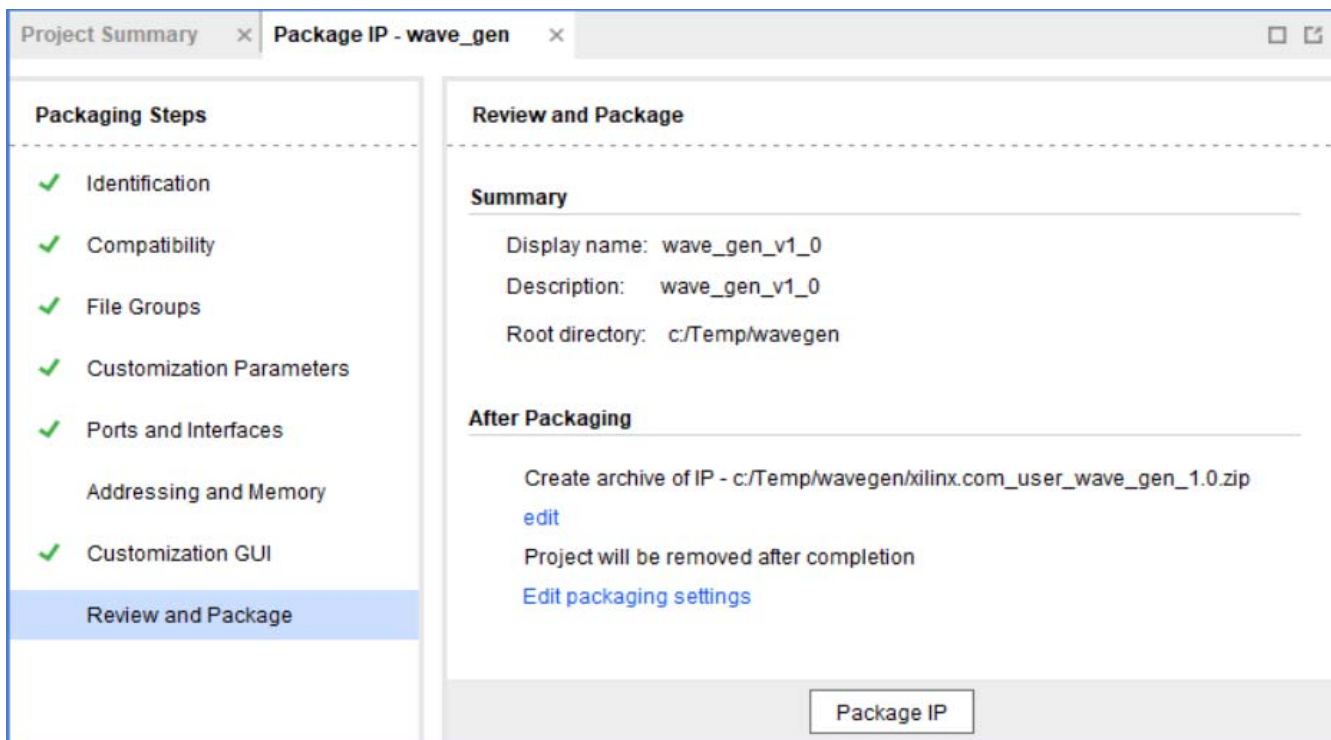 Project Summary
Package IP - wave_gen
Packaging Steps
Identification
Compatibility
File Groups
Customization Parameters
Ports and Interfaces
Addressing and Memory
Customization GUI
Review and Package
Review and Package
Summary
Display name: wave_gen_v1_0
Description: wave_gen_v1_0
Root directory: c:/Temp/wavegen
After Packaging
Create archive of IP - c:/Temp/wavegen/xilinx.com_user_wave_gen_1.0.zip
edit
Project will be removed after completion
Edit packaging settings
Package IP